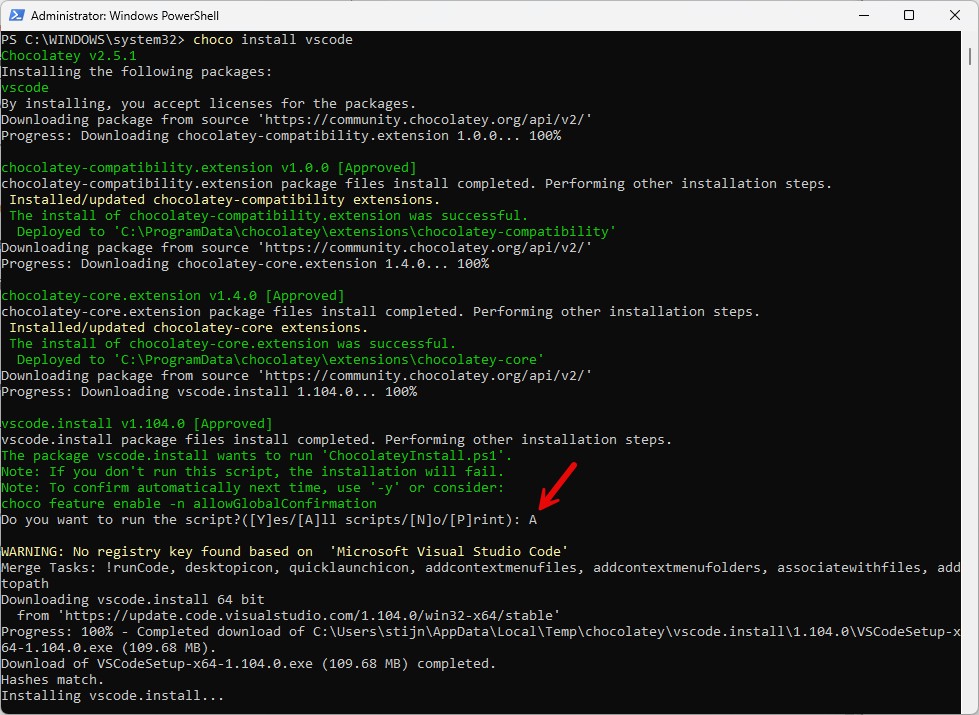 Administrator: Windows PowerShell
PS C:\WINDOWS\system32> choco install vscode
Chocolatey v2.5.1
Installing the following packages:
vscode
By installing, you accept licenses for the packages.
Downloading package from source 'https://community.chocolatey.org/api/v2/'
Progress: Downloading chocolatey-compatibility.extension 1.0.0... 100%
chocolatey-compatibility.extension v1.0.0 [Approved]
chocolatey-compatibility.extension package files install completed. Performing other installation steps.
 Installed/updated chocolatey-compatibility extensions.
 The install of chocolatey-compatibility.extension was successful.
  Deployed to 'C:\ProgramData\chocolatey\extensions\chocolatey-compatibility'
Downloading package from source 'https://community.chocolatey.org/api/v2/'
Progress: Downloading chocolatey-core.extension 1.4.0... 100%
chocolatey-core.extension v1.4.0 [Approved]
chocolatey-core.extension package files install completed. Performing other installation steps.
 Installed/updated chocolatey-core extensions.
 The install of chocolatey-core.extension was successful.
  Deployed to 'C:\ProgramData\chocolatey\extensions\chocolatey-core'
Downloading package from source 'https://community.chocolatey.org/api/v2/'
Progress: Downloading vscode.install 1.104.0... 100%
vscode.install v1.104.0 [Approved]
vscode.install package files install completed. Performing other installation steps.
The package vscode.install wants to run 'ChocolateyInstall.ps1'.
Note: If you don't run this script, the installation will fail.
Note: To confirm automatically next time, use '-y' or consider:
choco feature enable -n allowGlobalConfirmation
Do you want to run the script?([Y]es/[A]ll scripts/[N]o/[P]rint): A
WARNING: No registry key found based on  'Microsoft Visual Studio Code'
Merge Tasks: !runCode, desktopicon, quicklaunchicon, addcontextmenufiles, addcontextmenufolders, associatewithfiles, add
topath
Downloading vscode.install 64 bit
  from 'https://update.code.visualstudio.com/1.104.0/win32-x64/stable'
Progress: 100% - Completed download of C:\Users\stijn\AppData\Local\Temp\chocolatey\vscode.install\1.104.0\VSCodeSetup-x
64-1.104.0.exe (109.68 MB).
Download of VSCodeSetup-x64-1.104.0.exe (109.68 MB) completed.
Hashes match.
Installing vscode.install...